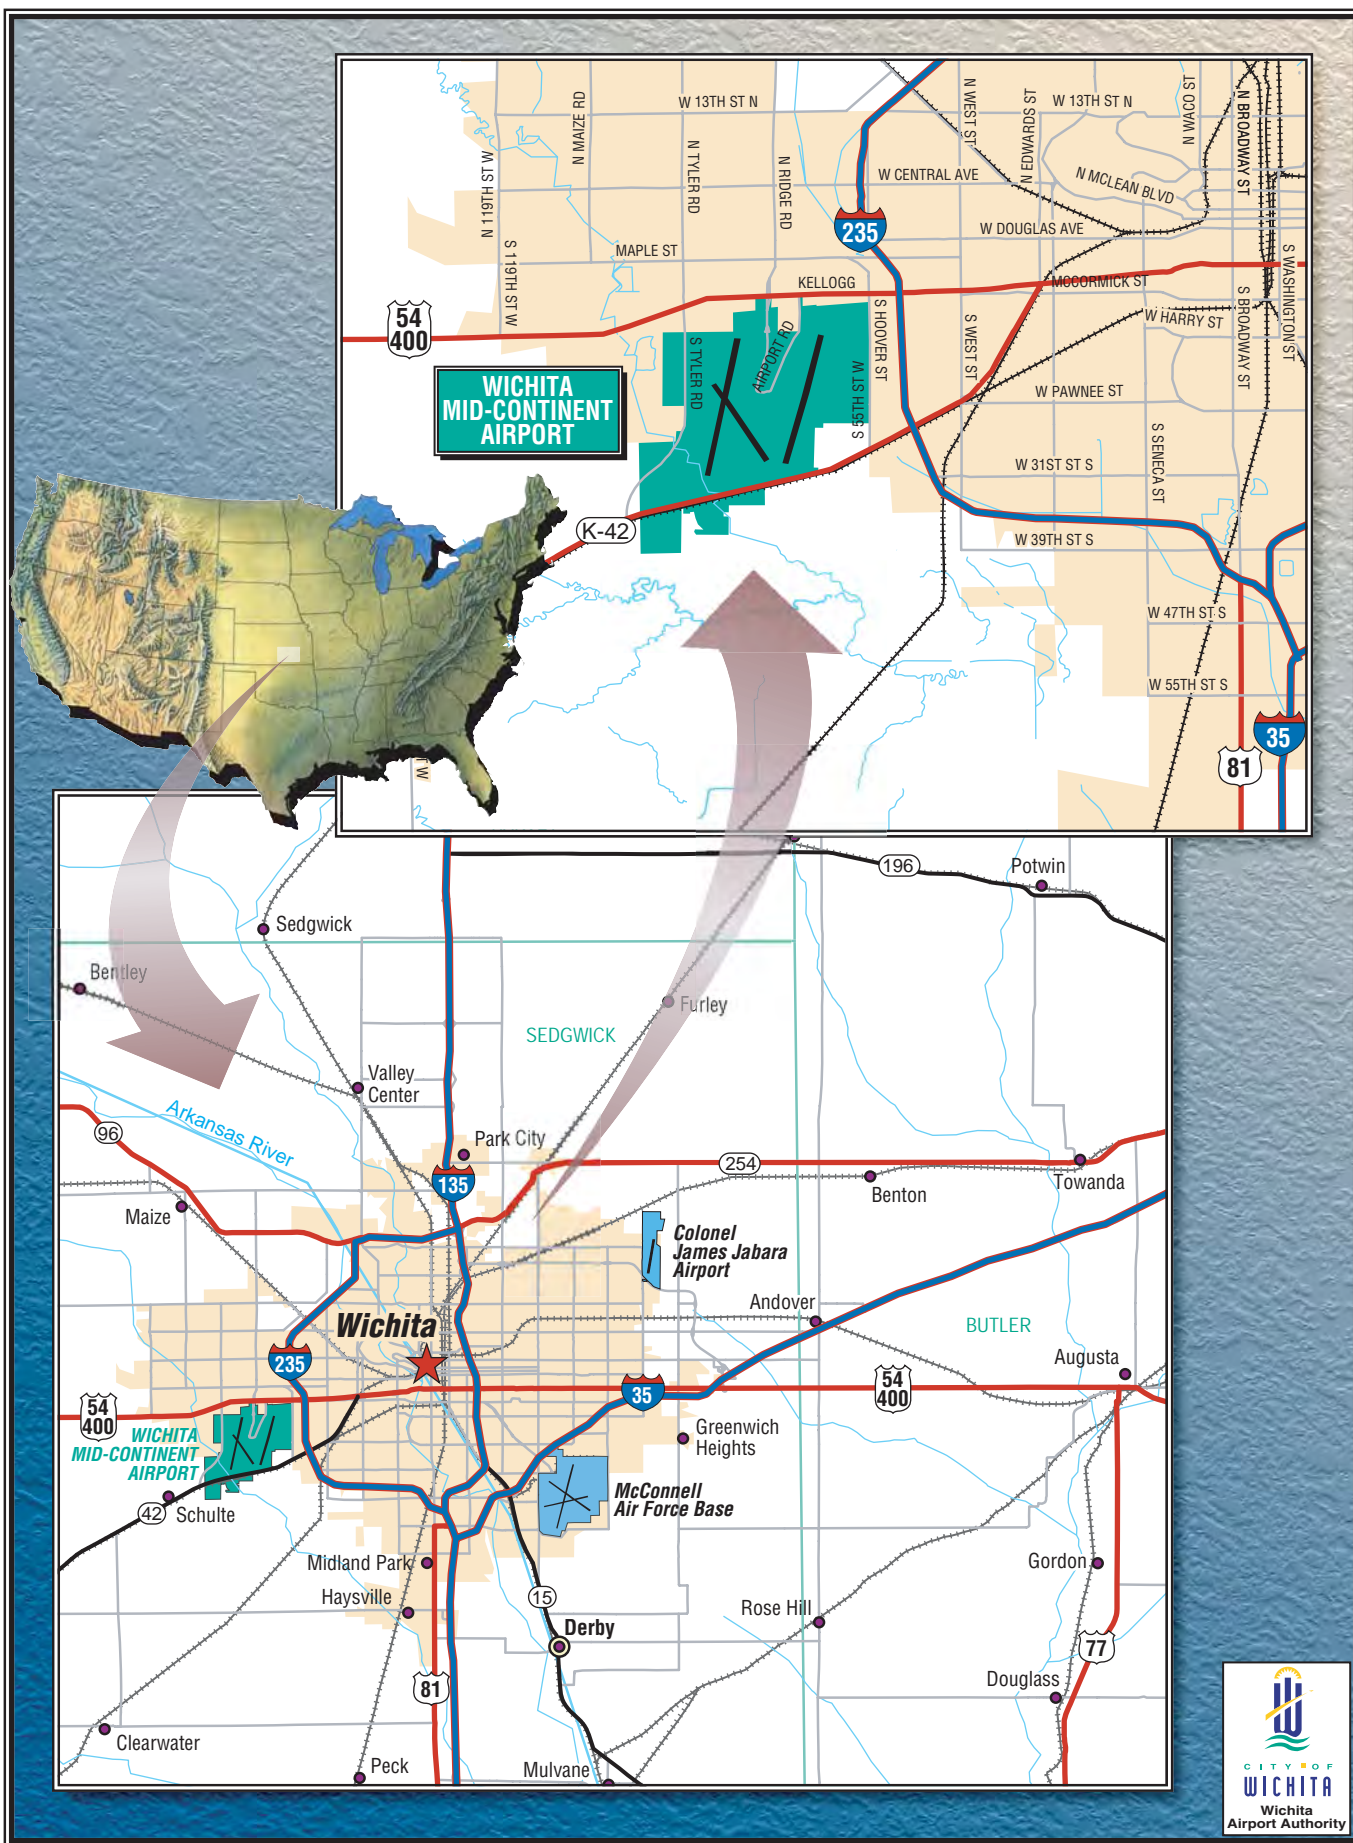 W 13TH ST N
W 13TH ST N
N MAIZE RD
N 119TH ST W
S 119TH ST W
N TYLER RD
N RIDGE RD
N WEST ST
N EDWARDS ST
N WACO ST
N BROADWAY ST
W CENTRAL AVE
N MCLEAN BLVD
235
W DOUGLAS AVE
MAPLE ST
KELLOGG
MCCORMICK ST
S WASHINGTON ST
54
400
S HOOVER ST
S WEST ST
W HARRY ST
S BROADWAY ST
S TYLER RD
AIRPORT RD
S 55TH ST W
W PAWNEE ST
WICHITA
MID-CONTINENT
AIRPORT
S SENECA ST
W 31ST ST S
K-42
W 39TH ST S
W 47TH ST S
W 55TH ST S
35
81
T W
196
Potwin
Sedgwick
Bentley
Furley
SEDGWICK
Valley
Center
Arkansas River
96
Park City
135
254
Benton
Towanda
Maize
Colonel
James Jabara
Airport
Andover
BUTLER
Wichita
235
Augusta
54
400
35
54
400
WICHITA
MID-CONTINENT
AIRPORT
Greenwich
Heights
McConnell
Air Force Base
42
Schulte
Midland Park
Haysville
Gordon
15
Rose Hill
Derby
77
81
Douglass
Clearwater
Peck
Mulvane
CITY OF
WICHITA
Wichita
Airport Authority